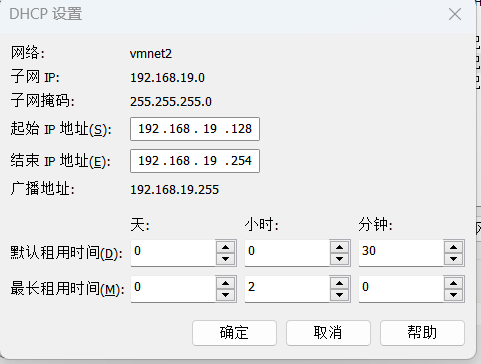 DHCP 设置
网络: vmnet2
子网 IP: 192.168.19.0
子网掩码: 255.255.255.0
起始 IP 地址(S): 192 .168 . 19 .128
结束 IP 地址(E): 192 .168 . 19 .254
广播地址: 192.168.19.255
天: 小时: 分钟:
默认租用时间(D): 0 0 30
最长租用时间(M): 0 2 0
确定 取消 帮助